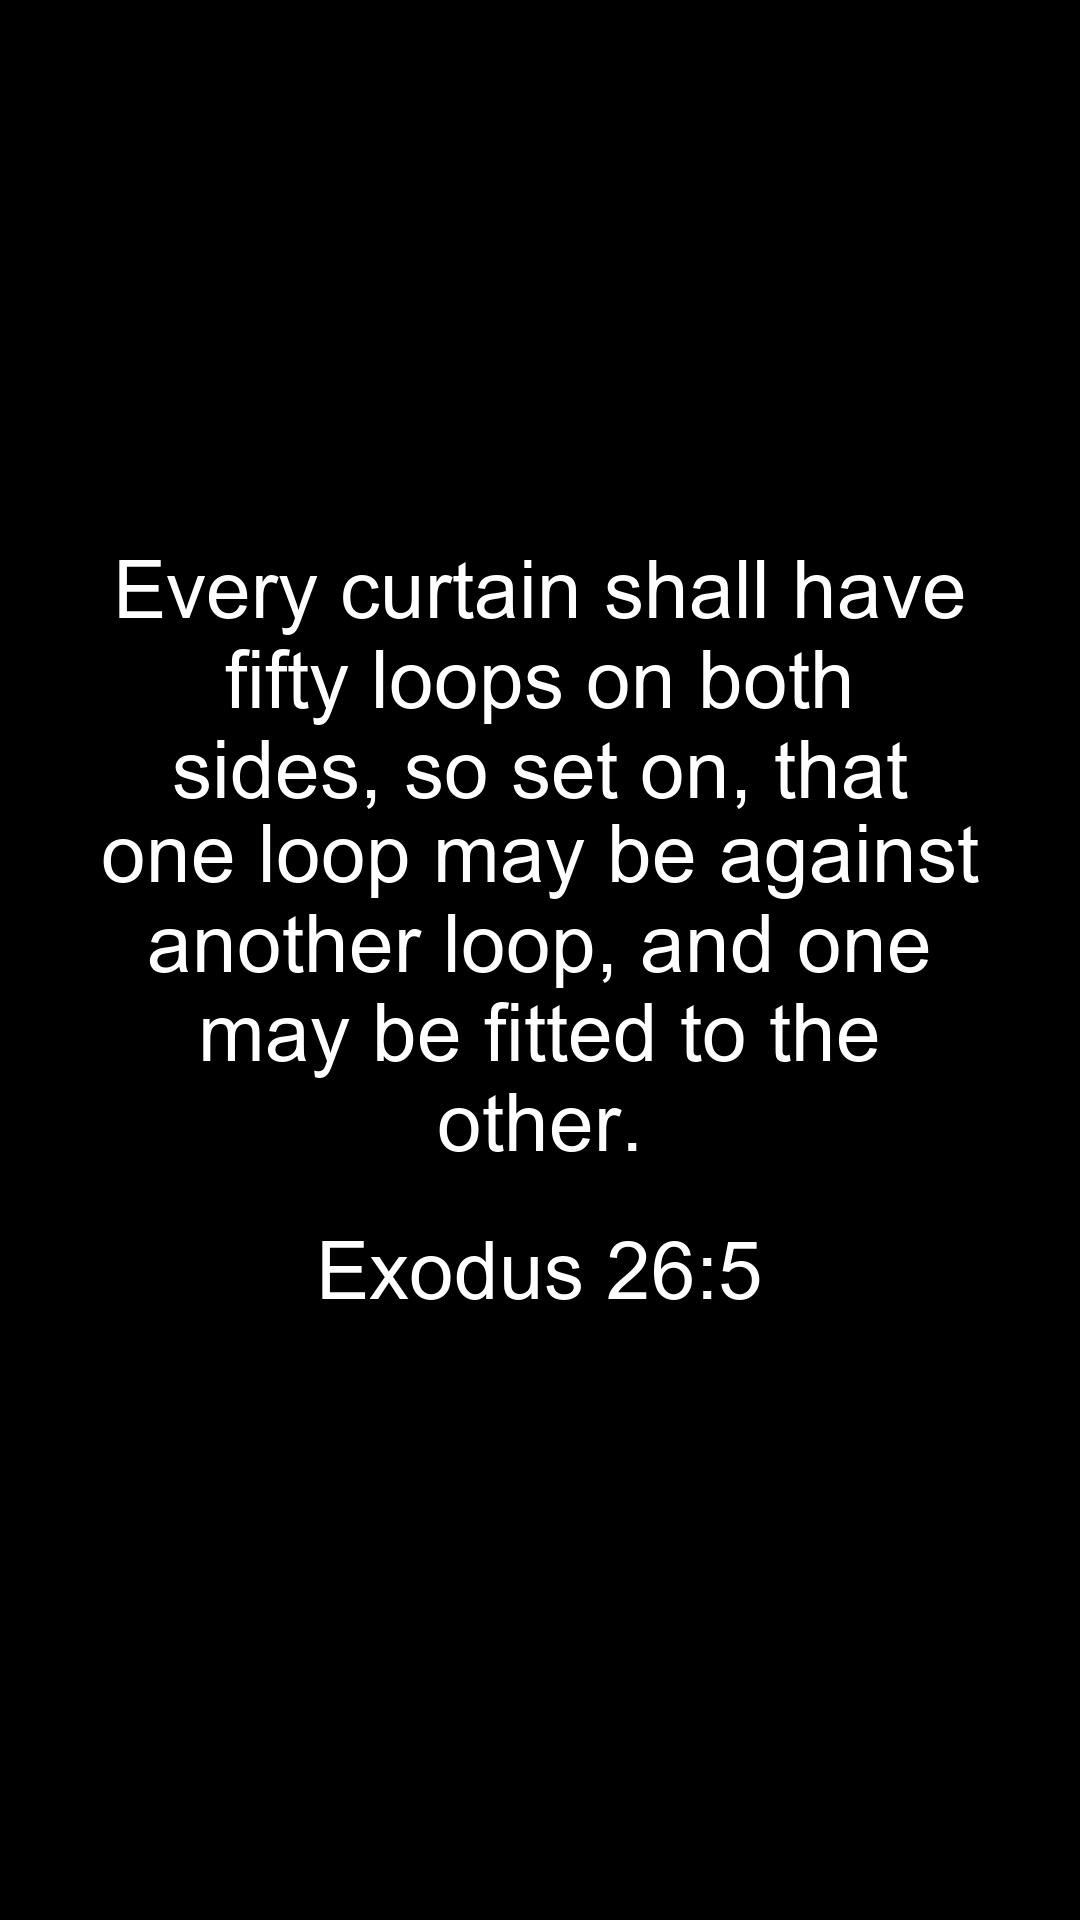 Every curtain shall have
fifty loops on both
sides, so set on, that
one loop may be against
another loop, and one
may be fitted to the
other.
Exodus 26:5